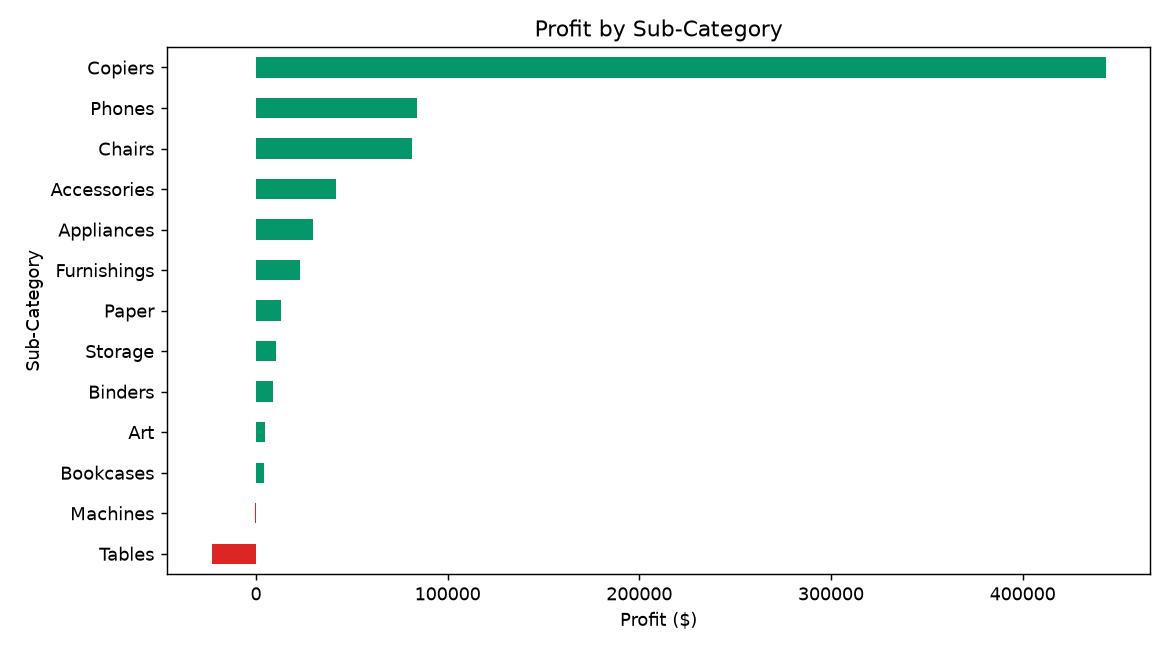 Profit by Sub-Category
Copiers
Phones
Chairs
Accessories
Appliances
Furnishings
Paper
Storage
Binders
Art
Bookcases
Machines
Tables
Sub-Category
0 100000 200000 300000 400000
Profit ($)